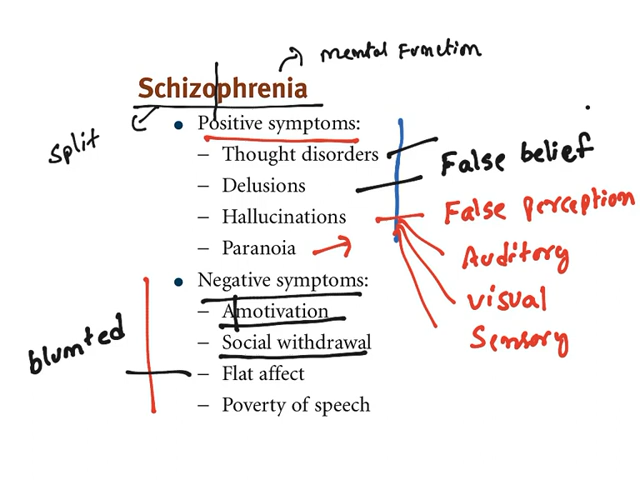 mental Function
Schizophrenia
split
• Positive symptoms:
– Thought disorders
False belief
– Delusions
– Hallucinations
False perception
– Paranoia
Auditory
visual
Sensory
• Negative symptoms:
– Amotivation
– Social withdrawal
blunted
– Flat affect
– Poverty of speech